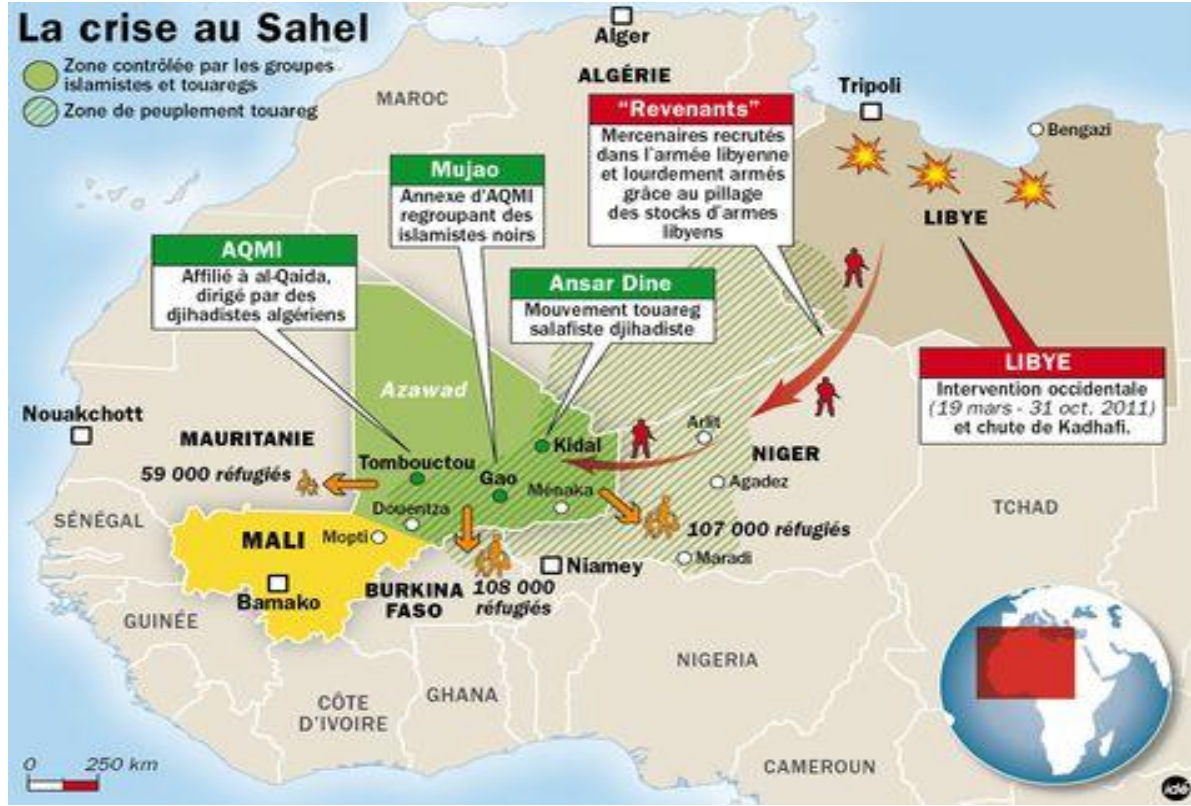 La crise au Sahel
Zone contrôlée par les groupes
islamistes et touaregs
Zone de peuplement touareg
Alger
ALGÉRIE
MAROC
Tripoli
Bengazi
"Revenants"
Mercenaires recrutés
dans l'armée libyenne
et lourdement armés
grâce au pillage
des stocks d'armes
libyens
Mujao
Annexe d'AQMI
regroupant des
islamistes noirs
LIBYE
AQMI
Affilié à al-Qaida,
dirigé par des
djihadistes algériens
Ansar Dine
Mouvement touareg
salafiste djihadiste
LIBYE
Intervention occidentale
(19 mars - 31 oct. 2011)
et chute de Kadhafi.
Azawad
Nouakchott
MAURITANIE
59 000 réfugiés
Tombouctou
Gao
Kidal
Arlit
NIGER
Ménaka
Agadez
Douentza
TCHAD
SÉNÉGAL
MALI
Mopti
107 000 réfugiés
Maradi
Niamey
Bamako
BURKINA
FASO
108 000
réfugiés
GUINÉE
NIGERIA
CÔTE
D'IVOIRE
GHANA
CAMEROUN
0 250 km
idé